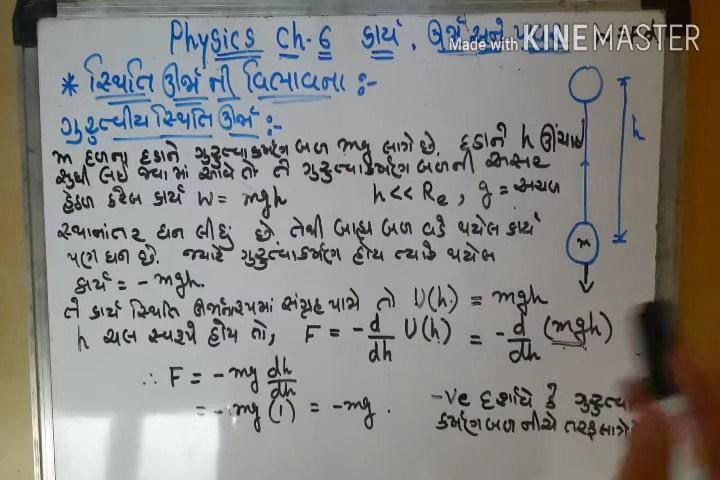 Physics Ch-6 કાર્ય, ઊર્જા અને પાવર
Made with KINEMASTER
* સ્થિતિ ઊર્જા ની વિભાવના :-
ગુરુત્વીય સ્થિતિ ઊર્જા :-
m દળના દડાને ગુરુત્વાકર્ષણ બળ mg લાગે છે. દડાને h ઊંચાઈ
સુધી લઈ જવામાં આવે તો તે ગુરુત્વાકર્ષણ બળની અસર
હેઠળ કરેલ કાર્ય W = mgh h << Re, g = અચળ
સ્થાનાંતર ધન લીધું છે. તેથી બાહ્ય બળ વડે થયેલ કાર્ય
પણ ધન છે. જ્યારે ગુરુત્વાકર્ષણ હોય ત્યારે થયેલ
કાર્ય = -mgh.
તે કાર્ય સ્થિતિ ઊર્જા સંગ્રહ પામે તો U(h) = mgh
h ચલ સ્વરૂપે હોય તો, F = -d/dh U(h) = -d/dh (mgh)
∴ F = -mg dh/dh
= -mg (1) = -mg.
-ve દર્શાવે કે
બળ નીચે તરફ લાગે
h
m